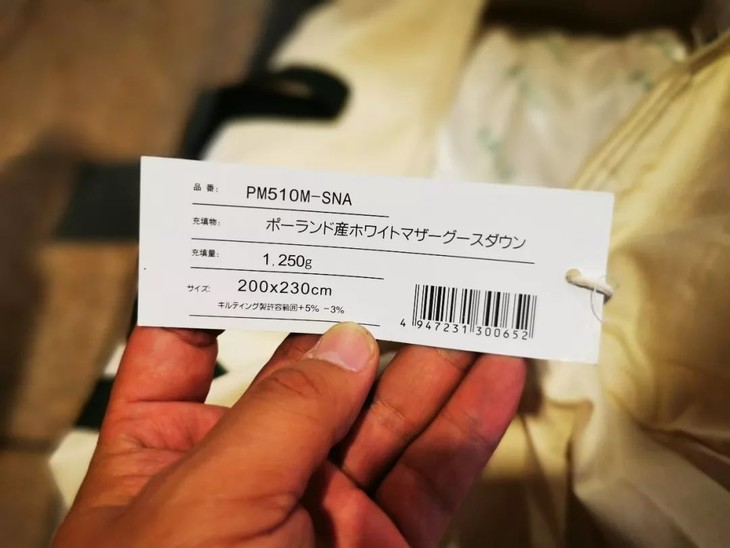 品番: PM510M-SNA
充填物: ポーランド産ホワイトマザーグースダウン
充填量: 1,250g
サイズ: 200x230cm
キルティング製許容範囲+5% -3%
4 947231 300652